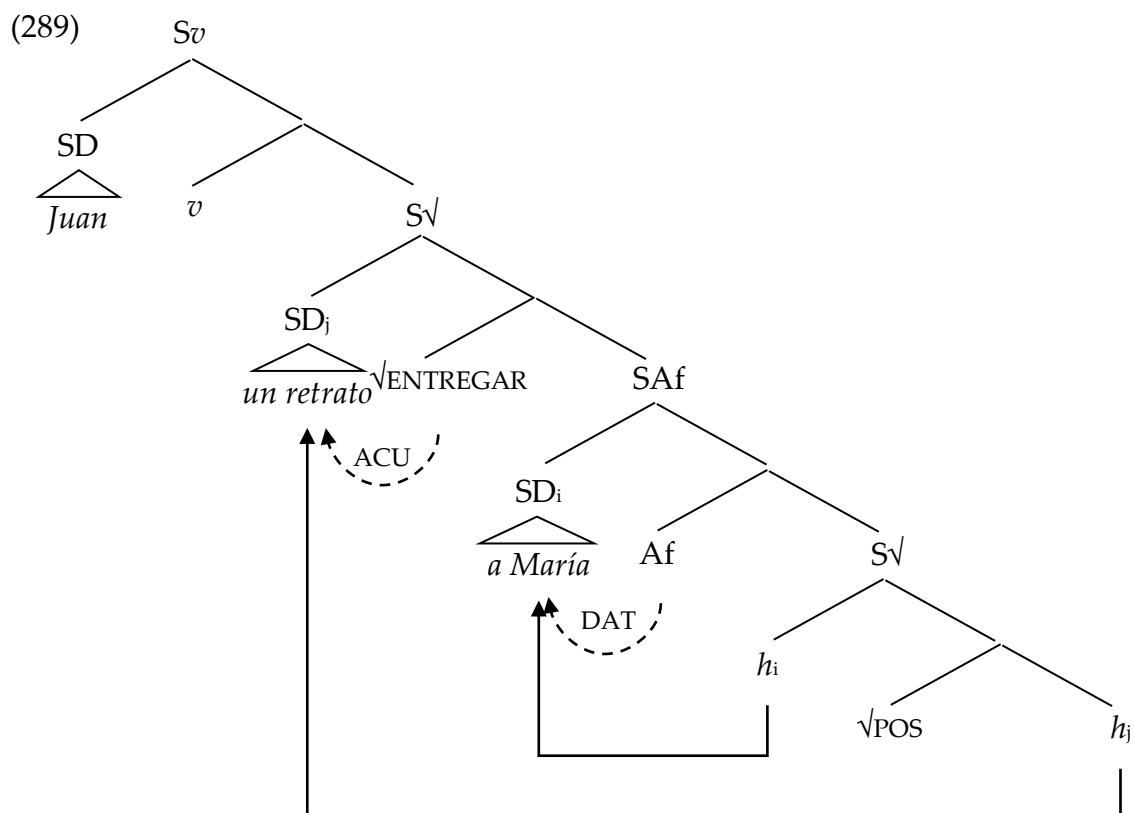 (289) Sv
SD
Juan v S√
SDj
un retrato √ENTREGAR SAf
ACU
SDi
a María Af S√
DAT
hi
√POS hj